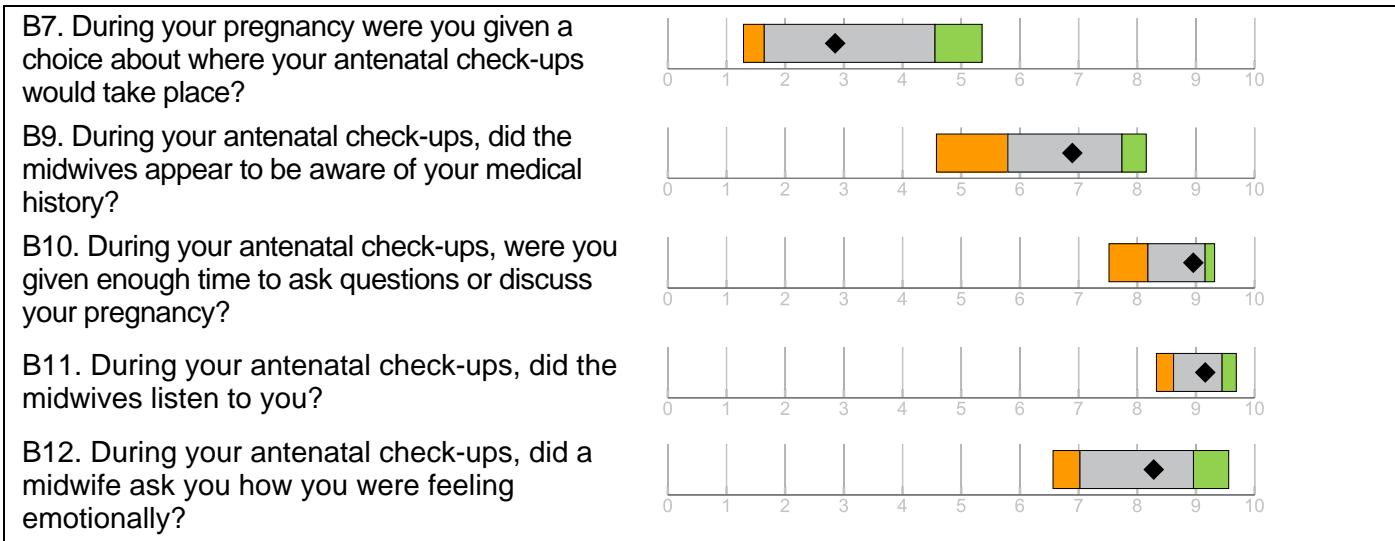 B7. During your pregnancy were you given a
choice about where your antenatal check-ups
would take place?
0 1 2 3 4 5 6 7 8 9 10
B9. During your antenatal check-ups, did the
midwives appear to be aware of your medical
history?
0 1 2 3 4 5 6 7 8 9 10
B10. During your antenatal check-ups, were you
given enough time to ask questions or discuss
your pregnancy?
0 1 2 3 4 5 6 7 8 9 10
B11. During your antenatal check-ups, did the
midwives listen to you?
0 1 2 3 4 5 6 7 8 9 10
B12. During your antenatal check-ups, did a
midwife ask you how you were feeling
emotionally?
0 1 2 3 4 5 6 7 8 9 10